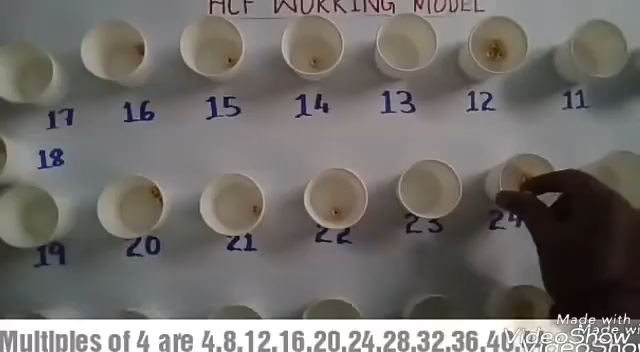 HCF WORKING MODEL
17 16 15 14 13 12 11
18
19 20 21 22 23 24
Multiples of 4 are 4,8,12,16,20,24,28,32,36,40
Made with
VideoShow